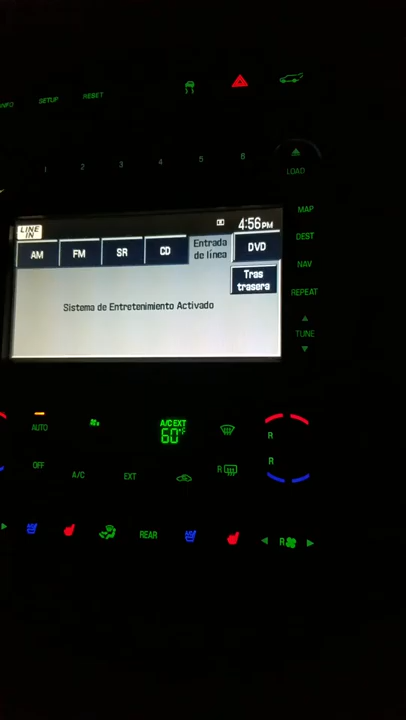 INFO SETUP RESET
1 2 3 4 5 6
LOAD
LINE IN
4:56PM
AM FM SR CD Entrada de línea DVD
Tras trasera
Sistema de Entretenimiento Activado
MAP
DEST
NAV
REPEAT
TUNE
AUTO
A/C EXT
60°F
R
OFF A/C EXT R R
REAR R